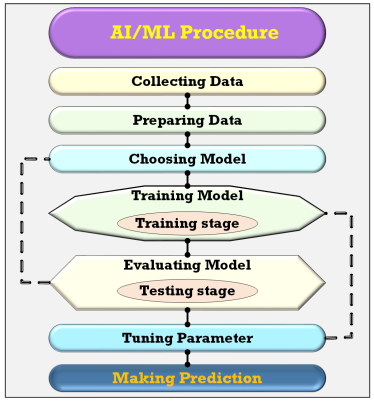 AI/ML Procedure
Collecting Data
Preparing Data
Choosing Model
Training Model
Training stage
Evaluating Model
Testing stage
Tuning Parameter
Making Prediction